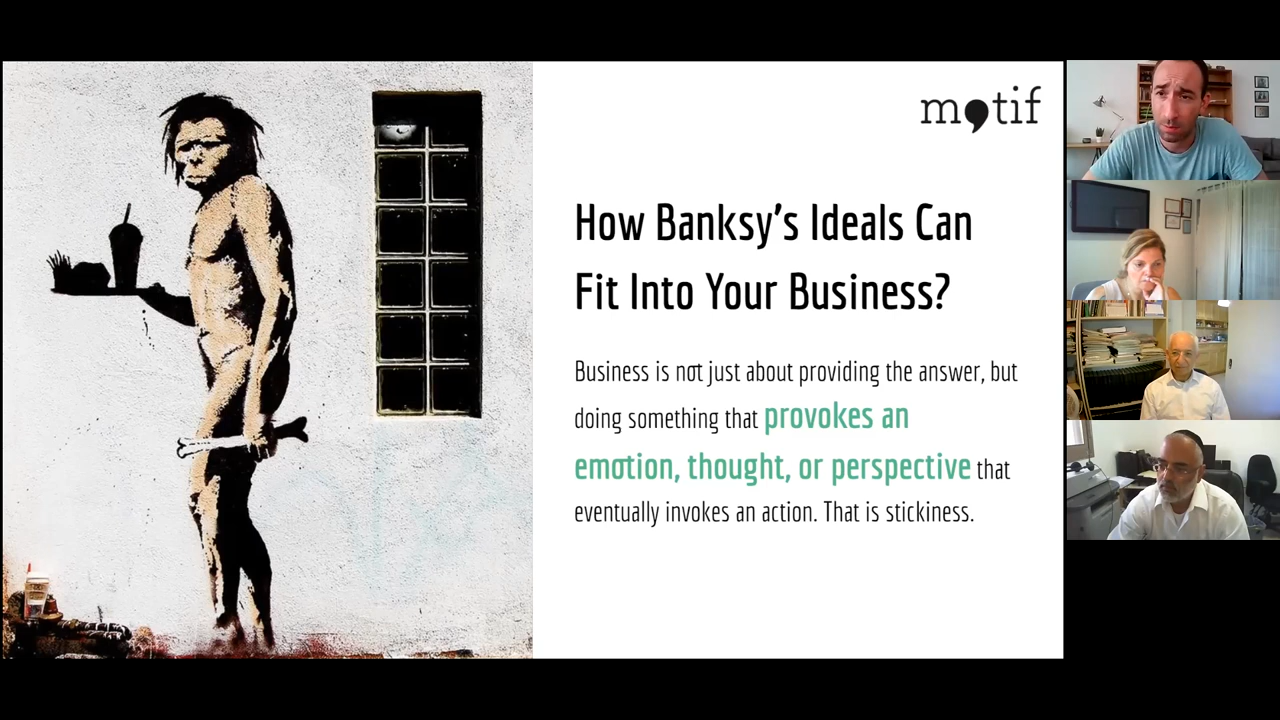 motif
How Banksy's Ideals Can
Fit Into Your Business?
Business is not just about providing the answer, but
doing something that provokes an
emotion, thought, or perspective that
eventually invokes an action. That is stickiness.